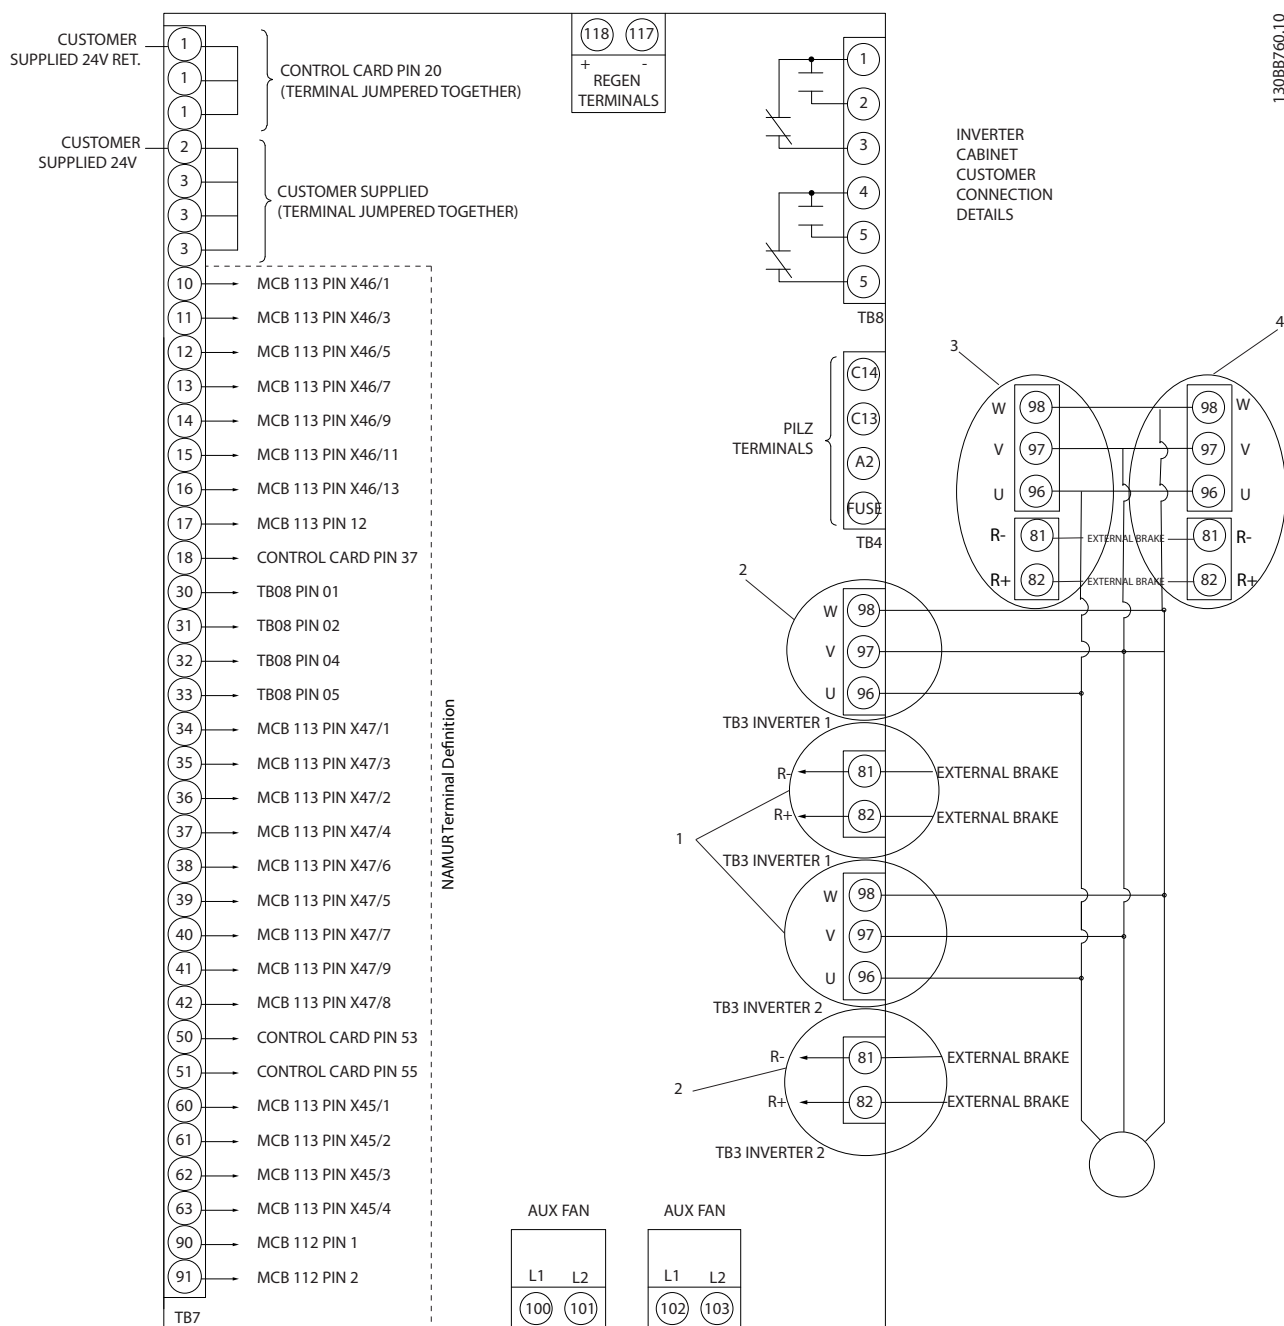 130BB760.10
CUSTOMER
SUPPLIED 24V RET.
1
1
1
CONTROL CARD PIN 20
(TERMINAL JUMPERED TOGETHER)
CUSTOMER
SUPPLIED 24V
2
3
3
3
CUSTOMER SUPPLIED
(TERMINAL JUMPERED TOGETHER)
10 MCB 113 PIN X46/1
11 MCB 113 PIN X46/3
12 MCB 113 PIN X46/5
13 MCB 113 PIN X46/7
14 MCB 113 PIN X46/9
15 MCB 113 PIN X46/11
16 MCB 113 PIN X46/13
17 MCB 113 PIN 12
18 CONTROL CARD PIN 37
30 TB08 PIN 01
31 TB08 PIN 02
32 TB08 PIN 04
33 TB08 PIN 05
34 MCB 113 PIN X47/1
35 MCB 113 PIN X47/3
36 MCB 113 PIN X47/2
37 MCB 113 PIN X47/4
38 MCB 113 PIN X47/6
39 MCB 113 PIN X47/5
40 MCB 113 PIN X47/7
41 MCB 113 PIN X47/9
42 MCB 113 PIN X47/8
50 CONTROL CARD PIN 53
51 CONTROL CARD PIN 55
60 MCB 113 PIN X45/1
61 MCB 113 PIN X45/2
62 MCB 113 PIN X45/3
63 MCB 113 PIN X45/4
90 MCB 112 PIN 1
91 MCB 112 PIN 2
TB7
NAMUR Terminal Definition
118 117
+ -
REGEN
TERMINALS
1
2
3
4
5
5
TB8
INVERTER
CABINET
CUSTOMER
CONNECTION
DETAILS
PILZ
TERMINALS
C14
C13
A2
FUSE
TB4
3
4
W 98 98 W
V 97 97 V
U 96 96 U
R- 81 EXTERNAL BRAKE 81 R-
R+ 82 EXTERNAL BRAKE 82 R+
2
W 98
V 97
U 96
TB3 INVERTER 1
R- 81 EXTERNAL BRAKE
R+ 82 EXTERNAL BRAKE
1
TB3 INVERTER 1
W 98
V 97
U 96
TB3 INVERTER 2
R- 81 EXTERNAL BRAKE
2
R+ 82 EXTERNAL BRAKE
TB3 INVERTER 2
AUX FAN
L1 L2
100 101
AUX FAN
L1 L2
102 103